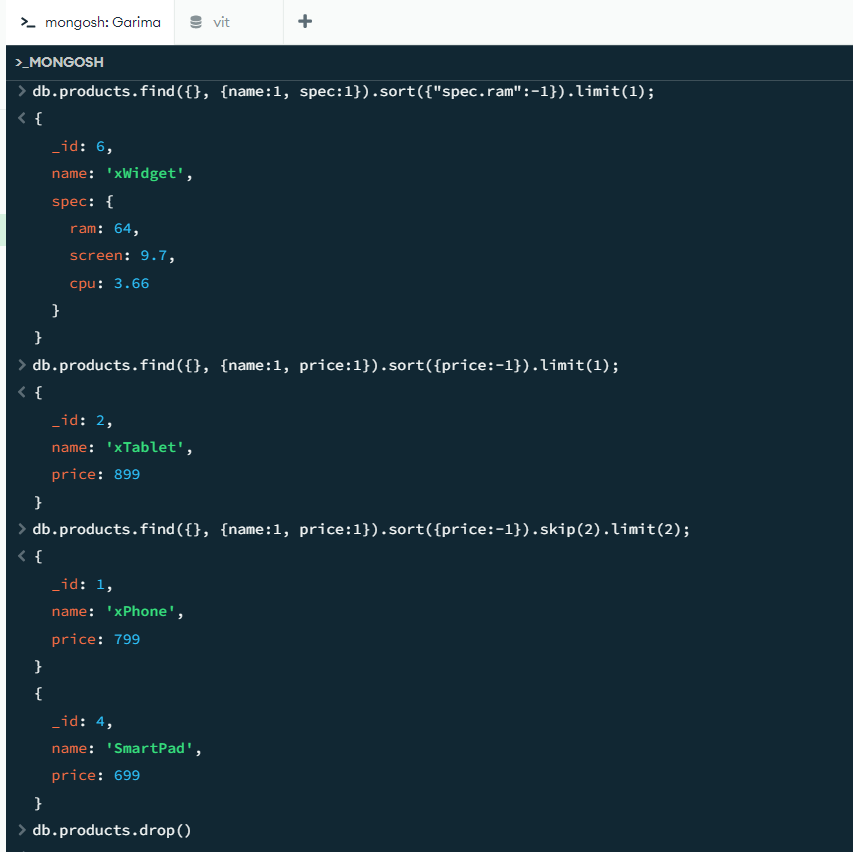 >_ mongosh: Garima vit +
>_MONGOSH
> db.products.find({}, {name:1, spec:1}).sort({"spec.ram":-1}).limit(1);
< {
_id: 6,
name: 'xWidget',
spec: {
ram: 64,
screen: 9.7,
cpu: 3.66
}
}
> db.products.find({}, {name:1, price:1}).sort({price:-1}).limit(1);
< {
_id: 2,
name: 'xTablet',
price: 899
}
> db.products.find({}, {name:1, price:1}).sort({price:-1}).skip(2).limit(2);
< {
_id: 1,
name: 'xPhone',
price: 799
}
{
_id: 4,
name: 'SmartPad',
price: 699
}
> db.products.drop()